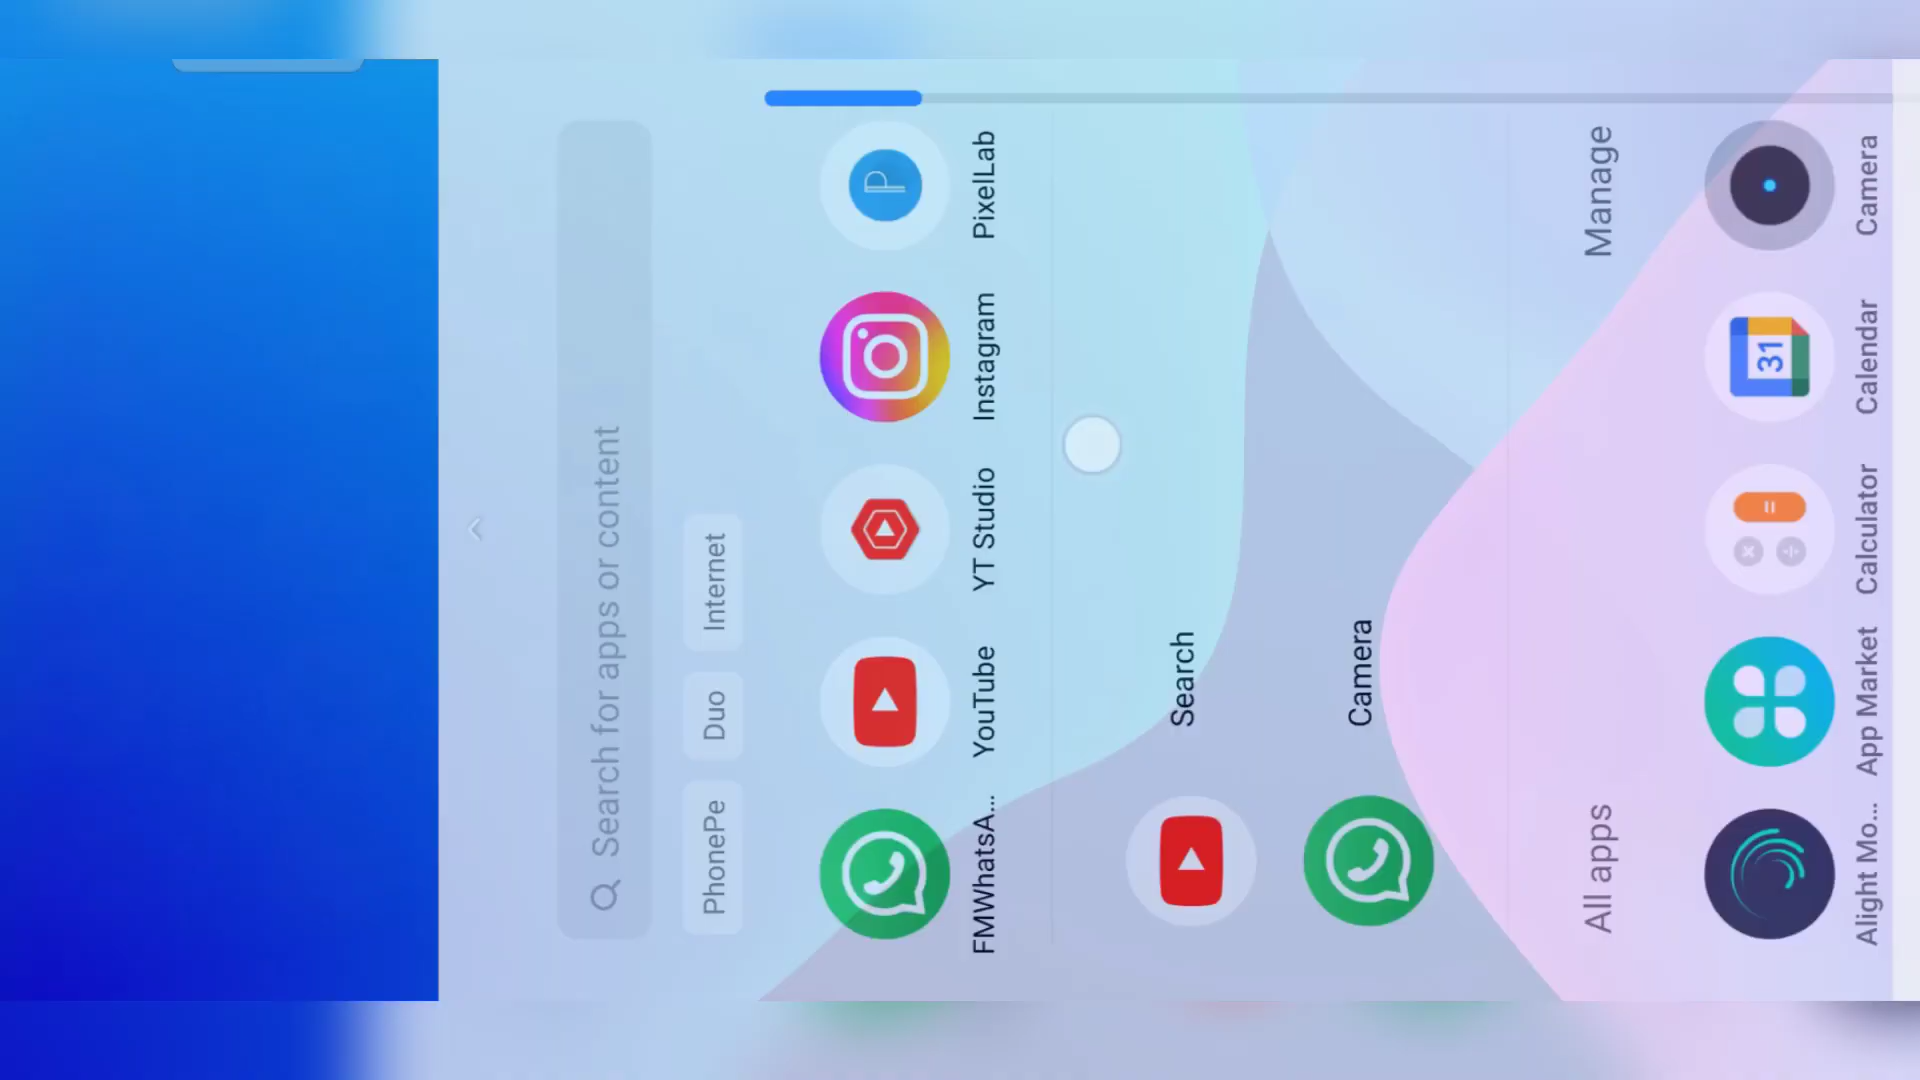 Search for apps or content
PhonePe Duo Internet
FMWhatsA... YouTube YT Studio Instagram PixelLab
Search
Camera
All apps Manage
31
Alight Mo... App Market Calculator Calendar Camera